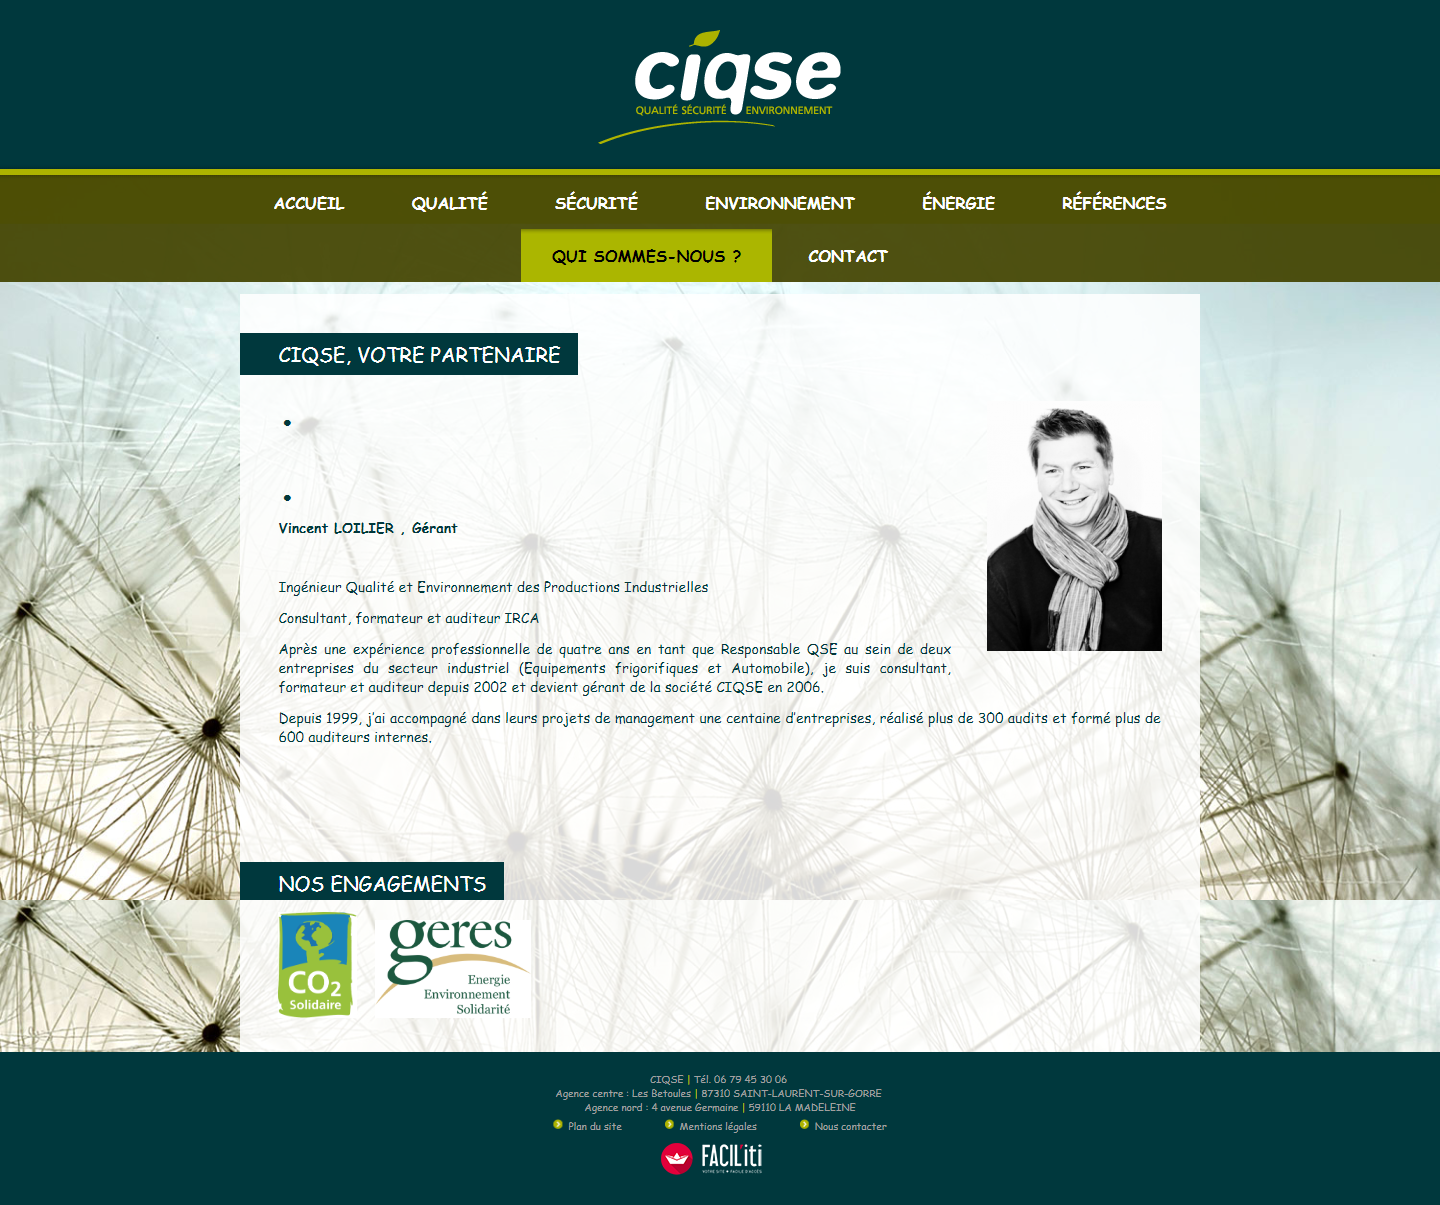 ciqse
QUALITÉ SÉCURITÉ ENVIRONNEMENT
ACCUEIL QUALITÉ SÉCURITÉ ENVIRONNEMENT ÉNERGIE RÉFÉRENCES
QUI SOMMES-NOUS ? CONTACT
CIQSE, VOTRE PARTENAIRE
Vincent LOILIER , Gérant
Ingénieur Qualité et Environnement des Productions Industrielles
Consultant, formateur et auditeur IRCA
Après une expérience professionnelle de quatre ans en tant que Responsable QSE au sein de deux
entreprises du secteur industriel (Equipements frigorifiques et Automobile), je suis consultant,
formateur et auditeur depuis 2002 et devient gérant de la société CIQSE en 2006.
Depuis 1999, j’ai accompagné dans leurs projets de management une centaine d’entreprises, réalisé plus de 300 audits et formé plus de
600 auditeurs internes.
NOS ENGAGEMENTS
CO2
Solidaire
geres
Energie
Environnement
Solidarité
CIQSE | Tél. 06 79 45 30 06
Agence centre : Les Betoules | 87310 SAINT-LAURENT-SUR-GORRE
Agence nord : 4 avenue Germaine | 59110 LA MADELEINE
Plan du site Mentions légales Nous contacter
FACIL'iti
VOTRE SITE + FACILE D'ACCÈS